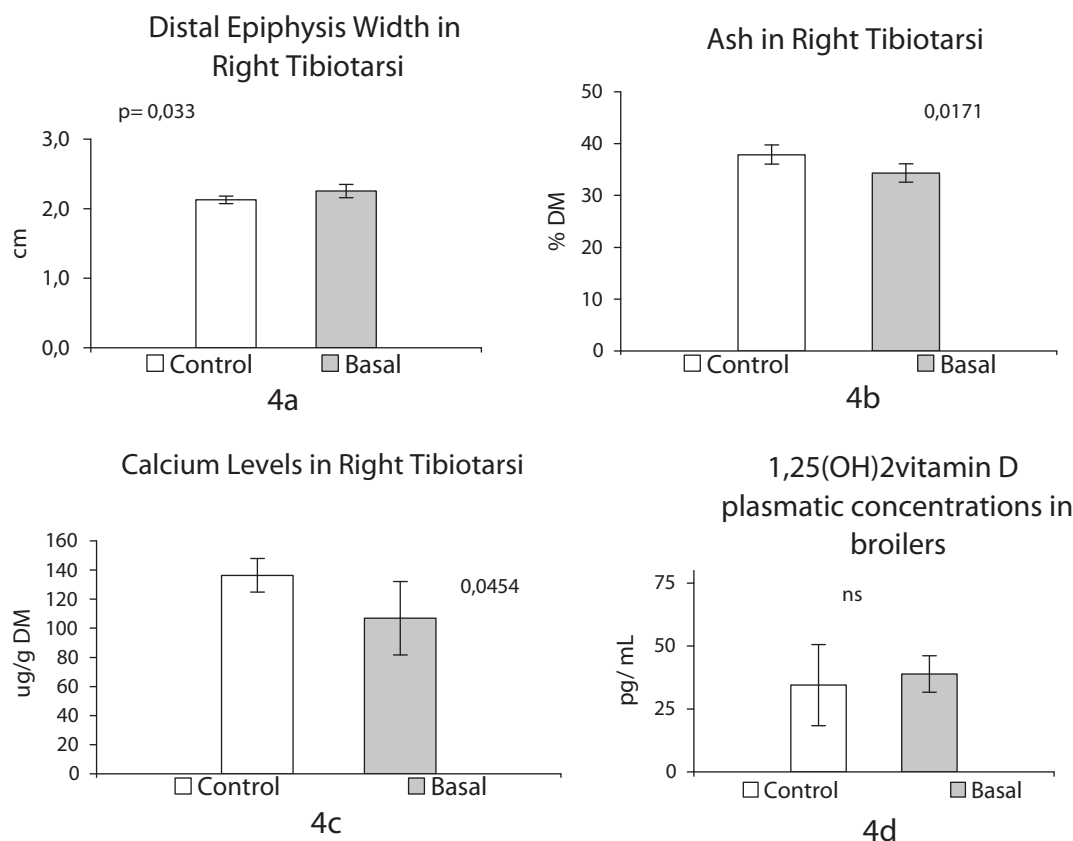 Distal Epiphysis Width in
Right Tibiotarsi
p= 0,033
3,0
2,0
1,0
0,0
cm
Control
Basal
4a
Ash in Right Tibiotarsi
0,0171
50
40
30
20
10
0
% DM
Control
Basal
4b
Calcium Levels in Right Tibiotarsi
0,0454
160
140
120
100
80
60
40
20
0
ug/g DM
Control
Basal
4c
1,25(OH)2vitamin D
plasmatic concentrations in
broilers
ns
75
50
25
0
pg/ mL
Control
Basal
4d